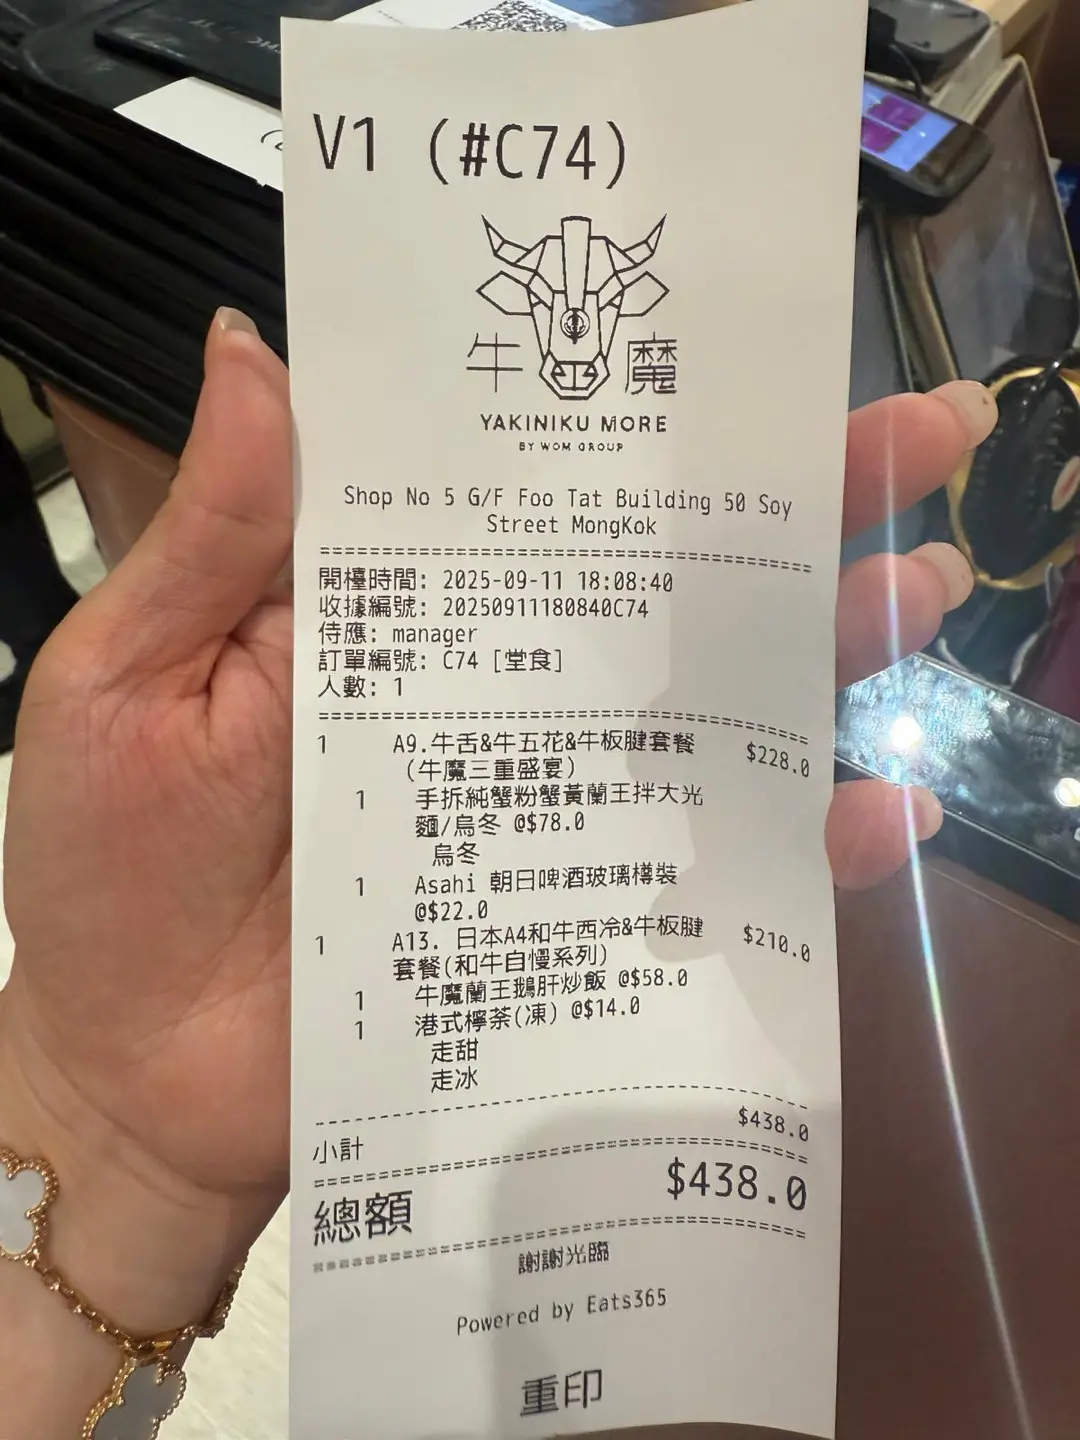 V1 (#C74)
牛魔
YAKINIKU MORE
BY WOM GROUP
Shop No 5 G/F Foo Tat Building 50 Soy
Street MongKok
開檯時間: 2025-09-11 18:08:40
收據編號: 20250911180840C74
侍應: manager
訂單編號: C74 [堂食]
人數: 1
1 A9.牛舌&牛五花&牛板腱套餐 $228.0
(牛魔三重盛宴)
1 手拆純蟹粉蟹黃蘭王拌大光
麵/烏冬 @$78.0
烏冬
1 Asahi 朝日啤酒玻璃樽裝
@$22.0
1 A13. 日本A4和牛西冷&牛板腱 $210.0
套餐(和牛自慢系列)
1 牛魔蘭王鵝肝炒飯 @$58.0
1 港式檸茶(凍) @$14.0
走甜
走冰
小計 $438.0
總額 $438.0
謝謝光臨
Powered by Eats365
重印